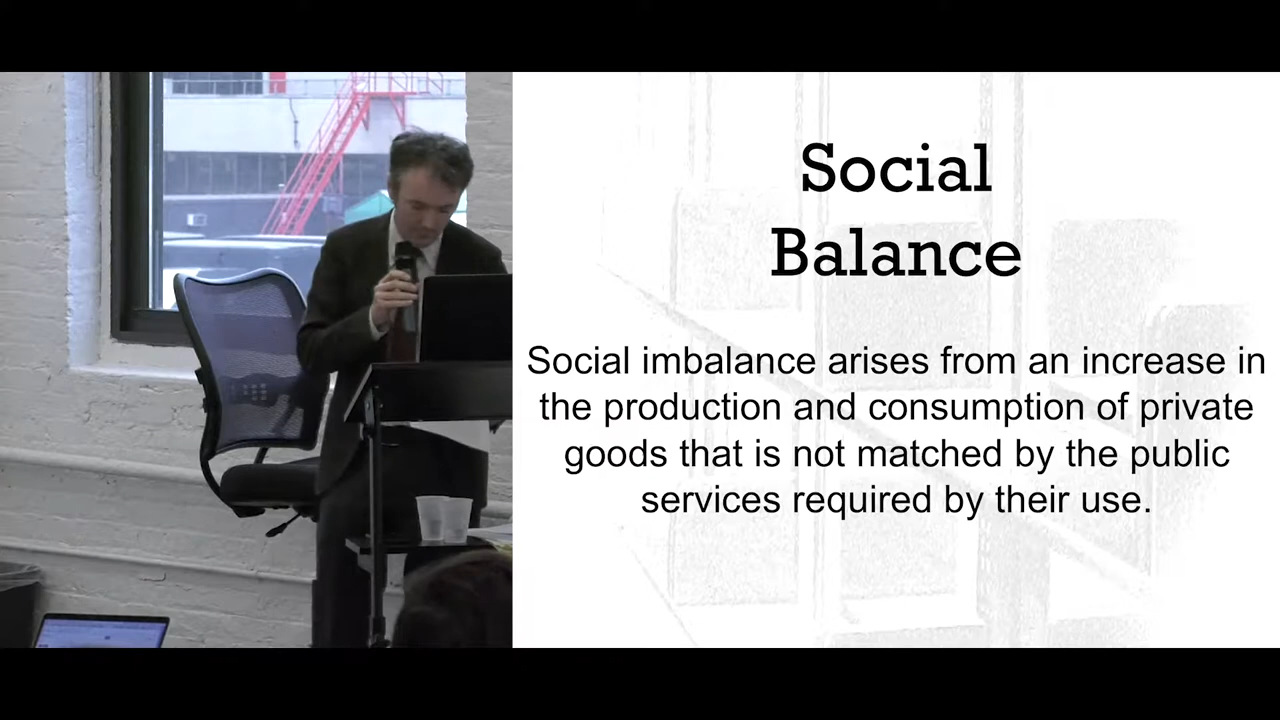 Social
Balance
Social imbalance arises from an increase in
the production and consumption of private
goods that is not matched by the public
services required by their use.